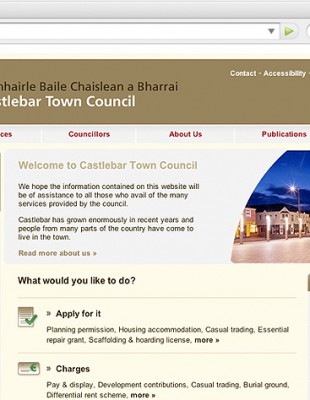 Contact - Accessibility -
nhairle Baile Chaislean a Bharrai
stlebar Town Council
ces Councillors About Us Publications
Welcome to Castlebar Town Council
We hope the information contained on this website will
be of assistance to all those who avail of the many
services provided by the council.
Castlebar has grown enormously in recent years and
people from many parts of the country have come to
live in the town.
Read more about us »
What would you like to do?
» Apply for it
Planning permission, Housing accommodation, Casual trading, Essential
repair grant, Scaffolding & hoarding license, more »
» Charges
Pay & display, Development contributions, Casual trading, Burial ground,
Differential rent scheme, more »